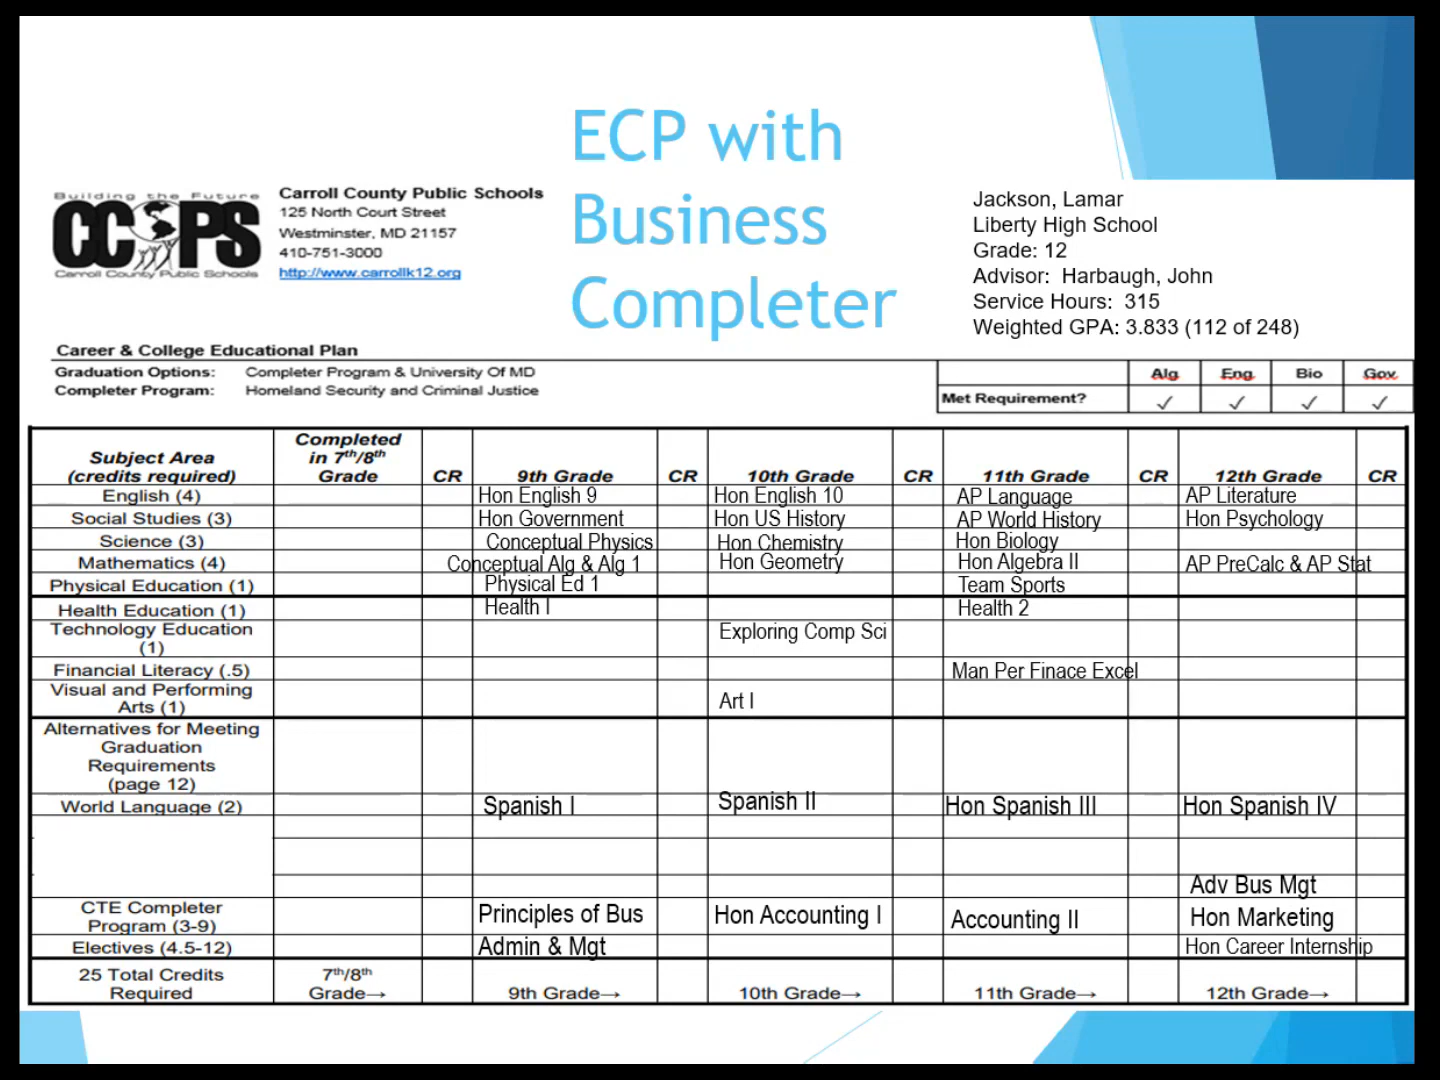 ECP with
Business
Completer
Building the Future
CCPS
Carroll County Public Schools
Carroll County Public Schools
125 North Court Street
Westminster, MD 21157
410-751-3000
http://www.carrollk12.org
Jackson, Lamar
Liberty High School
Grade: 12
Advisor: Harbaugh, John
Service Hours: 315
Weighted GPA: 3.833 (112 of 248)
Career & College Educational Plan
Graduation Options: Completer Program & University Of MD
Completer Program: Homeland Security and Criminal Justice
Alg Eng Bio Gov
Met Requirement? ✓ ✓ ✓ ✓
Subject Area (credits required) Completed in 7th/8th Grade CR 9th Grade CR 10th Grade CR 11th Grade CR 12th Grade CR
English (4) Hon English 9 Hon English 10 AP Language AP Literature
Social Studies (3) Hon Government Hon US History AP World History Hon Psychology
Science (3) Conceptual Physics Hon Chemistry Hon Biology
Mathematics (4) Conceptual Alg & Alg 1 Hon Geometry Hon Algebra II AP PreCalc & AP Stat
Physical Education (1) Physical Ed 1 Team Sports
Health Education (1) Health I Health 2
Technology Education (1) Exploring Comp Sci
Financial Literacy (.5) Man Per Finace Excel
Visual and Performing Arts (1) Art I
Alternatives for Meeting
Graduation
Requirements
(page 12)
World Language (2) Spanish I Spanish II Hon Spanish III Hon Spanish IV
Adv Bus Mgt
CTE Completer Program (3-9) Principles of Bus Hon Accounting I Accounting II Hon Marketing
Electives (4.5-12) Admin & Mgt Hon Career Internship
25 Total Credits Required 7th/8th Grade→ 9th Grade→ 10th Grade→ 11th Grade→ 12th Grade→